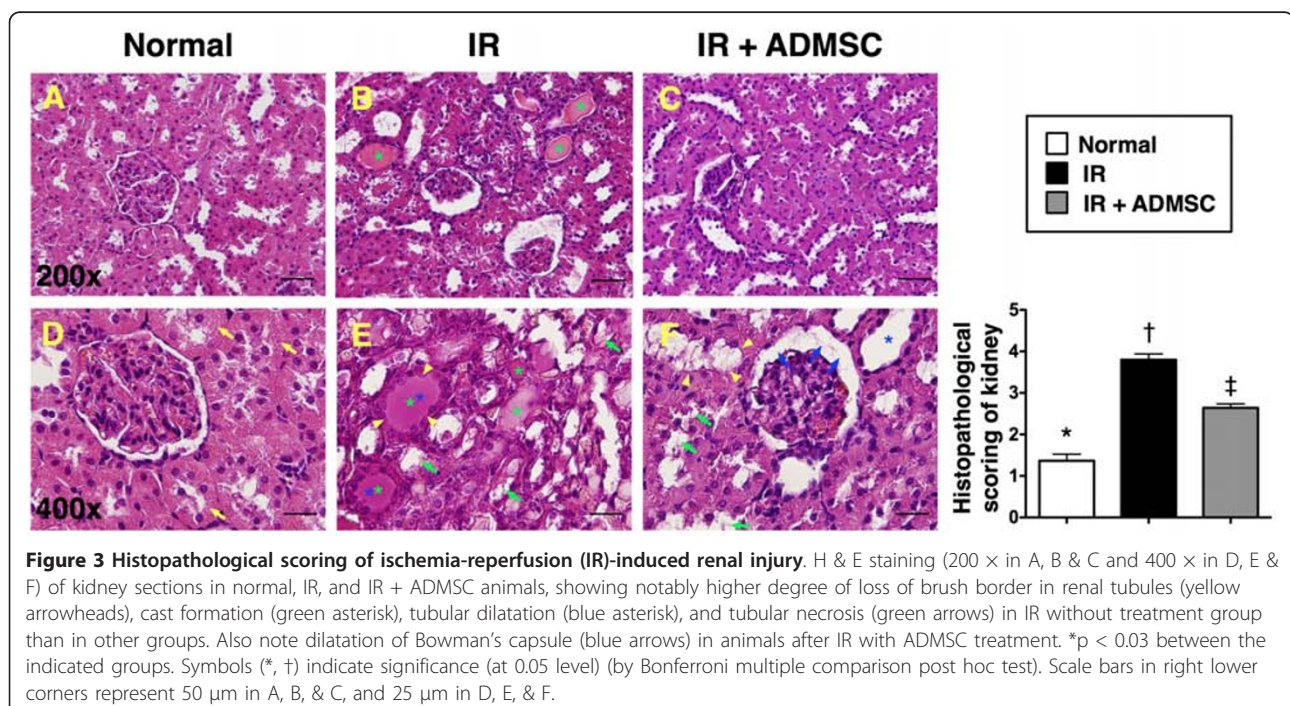 Normal
IR
IR + ADMSC
A
B
C
200x
D
E
F
400x
Normal
IR
IR + ADMSC
Histopathological
scoring of kidney
5
4
3
2
1
0
*
†
‡
Figure 3 Histopathological scoring of ischemia-reperfusion (IR)-induced renal injury. H & E staining (200 × in A, B & C and 400 × in D, E &
F) of kidney sections in normal, IR, and IR + ADMSC animals, showing notably higher degree of loss of brush border in renal tubules (yellow
arrowheads), cast formation (green asterisk), tubular dilatation (blue asterisk), and tubular necrosis (green arrows) in IR without treatment group
than in other groups. Also note dilatation of Bowman's capsule (blue arrows) in animals after IR with ADMSC treatment. *p < 0.03 between the
indicated groups. Symbols (*, †) indicate significance (at 0.05 level) (by Bonferroni multiple comparison post hoc test). Scale bars in right lower
corners represent 50 μm in A, B, & C, and 25 μm in D, E, & F.